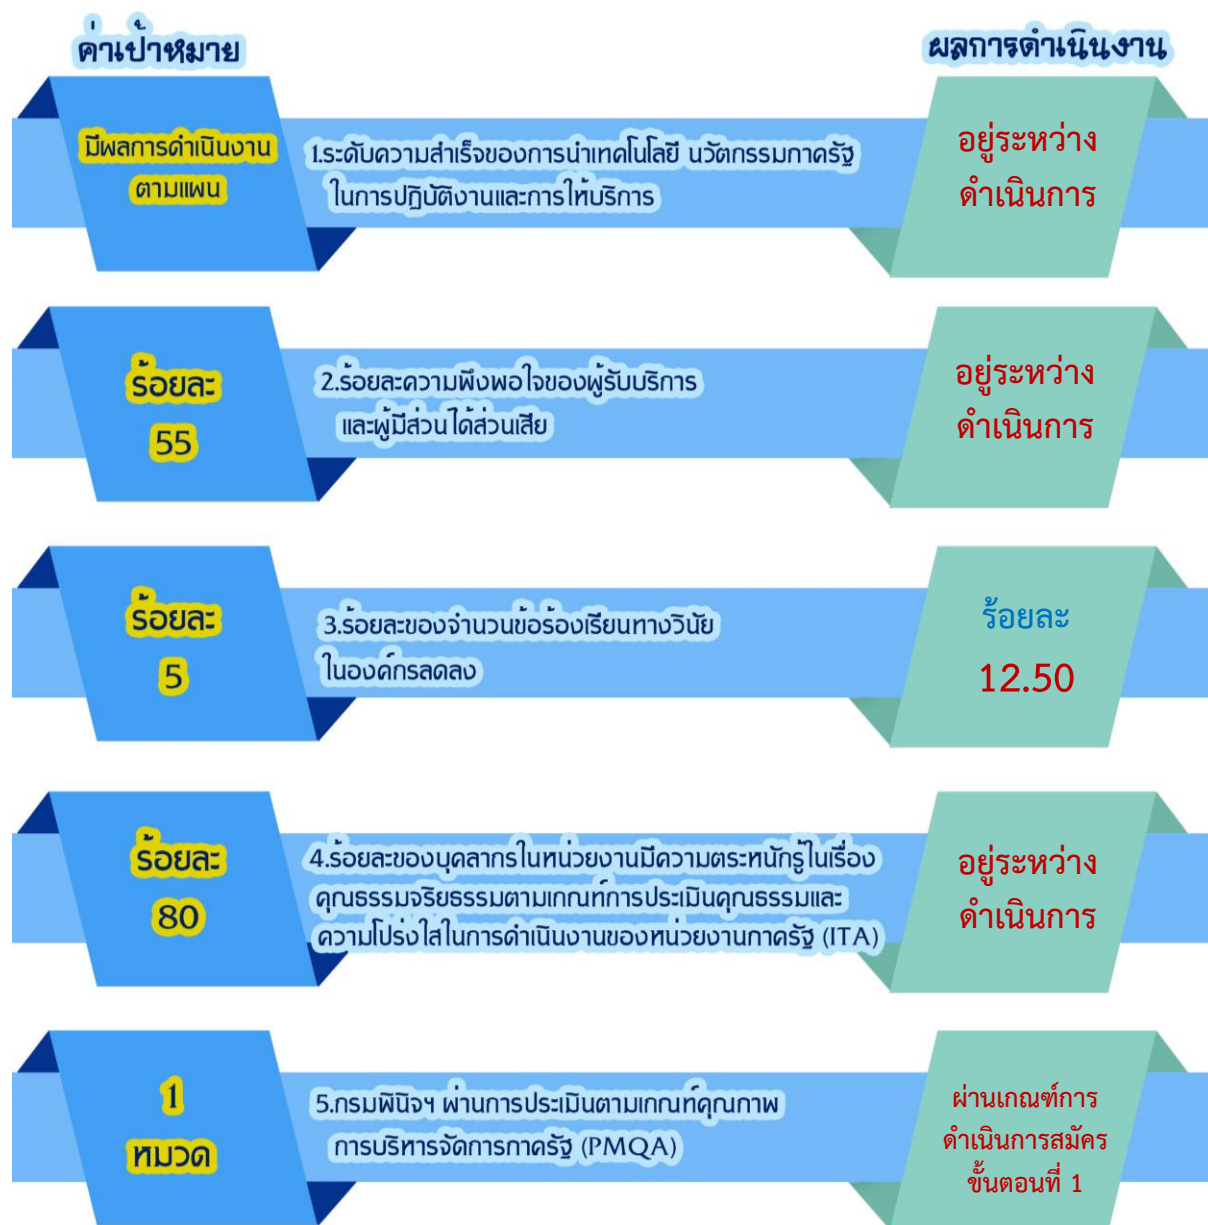 ค่าเป้าหมาย
ผลการดำเนินงาน
มีผลการดำเนินงาน
ตามแผน
1.ระดับความสำเร็จของการนำเทคโนโลยี นวัตกรรมภาครัฐ
ในการปฏิบัติงานและการให้บริการ
อยู่ระหว่าง
ดำเนินการ
ร้อยละ
55
2.ร้อยละความพึงพอใจของผู้รับบริการ
และผู้มีส่วนได้ส่วนเสีย
อยู่ระหว่าง
ดำเนินการ
ร้อยละ
5
3.ร้อยละของจำนวนข้อร้องเรียนทางวินัย
ในองค์กรลดลง
ร้อยละ
12.50
ร้อยละ
80
4.ร้อยละของบุคลากรในหน่วยงานมีความตระหนักรู้ในเรื่อง
คุณธรรมจริยธรรมตามเกณฑ์การประเมินคุณธรรมและ
ความโปร่งใสในการดำเนินงานของหน่วยงานภาครัฐ (ITA)
อยู่ระหว่าง
ดำเนินการ
1
หมวด
5.กรมพินิจฯ ผ่านการประเมินตามเกณฑ์คุณภาพ
การบริหารจัดการภาครัฐ (PMQA)
ผ่านเกณฑ์การ
ดำเนินการสมัคร
ขั้นตอนที่ 1